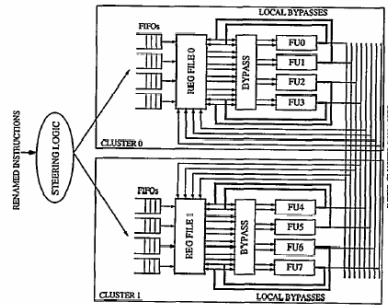 LOCAL BYPASSES
FIFOs
REG FILE 0
BYPASS
FU0
FU1
FU2
FU3
CLUSTER 0
RENAMED INSTRUCTIONS
STEERING LOGIC
FIFOs
REG FILE 1
BYPASS
FU4
FU5
FU6
FU7
CLUSTER 1
LOCAL BYPASSES